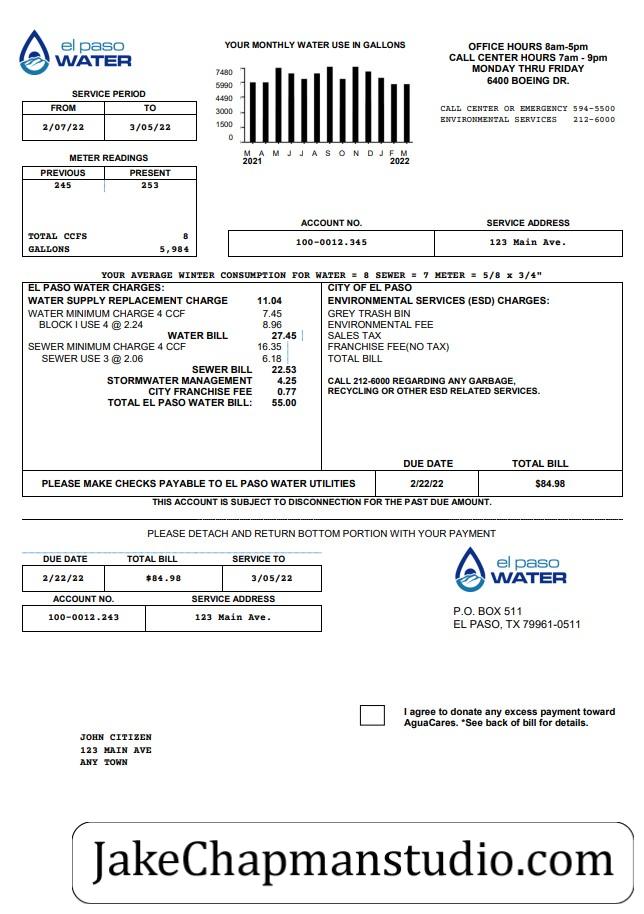 el paso
WATER
YOUR MONTHLY WATER USE IN GALLONS
7480
5990
4490
3000
1500
0
M A M J J A S O N D J F M
2021 2022
OFFICE HOURS 8am-5pm
CALL CENTER HOURS 7am - 9pm
MONDAY THRU FRIDAY
6400 BOEING DR.
CALL CENTER OR EMERGENCY 594-5500
ENVIRONMENTAL SERVICES 212-6000
SERVICE PERIOD
FROM TO
2/07/22 3/05/22
METER READINGS
PREVIOUS PRESENT
245 253
TOTAL CCFS 8
GALLONS 5,984
ACCOUNT NO. SERVICE ADDRESS
100-0012.345 123 Main Ave.
YOUR AVERAGE WINTER CONSUMPTION FOR WATER = 8 SEWER = 7 METER = 5/8 x 3/4"
EL PASO WATER CHARGES:
WATER SUPPLY REPLACEMENT CHARGE 11.04
WATER MINIMUM CHARGE 4 CCF 7.45
BLOCK I USE 4 @ 2.24 8.96
WATER BILL 27.45
SEWER MINIMUM CHARGE 4 CCF 16.35
SEWER USE 3 @ 2.06 6.18
SEWER BILL 22.53
STORMWATER MANAGEMENT 4.25
CITY FRANCHISE FEE 0.77
TOTAL EL PASO WATER BILL: 55.00
CITY OF EL PASO
ENVIRONMENTAL SERVICES (ESD) CHARGES:
GREY TRASH BIN
ENVIRONMENTAL FEE
SALES TAX
FRANCHISE FEE(NO TAX)
TOTAL BILL
CALL 212-6000 REGARDING ANY GARBAGE,
RECYCLING OR OTHER ESD RELATED SERVICES.
DUE DATE TOTAL BILL
PLEASE MAKE CHECKS PAYABLE TO EL PASO WATER UTILITIES 2/22/22 $84.98
THIS ACCOUNT IS SUBJECT TO DISCONNECTION FOR THE PAST DUE AMOUNT.
PLEASE DETACH AND RETURN BOTTOM PORTION WITH YOUR PAYMENT
DUE DATE TOTAL BILL SERVICE TO
2/22/22 $84.98 3/05/22
ACCOUNT NO. SERVICE ADDRESS
100-0012.243 123 Main Ave.
el paso
WATER
P.O. BOX 511
EL PASO, TX 79961-0511
I agree to donate any excess payment toward
AguaCares. *See back of bill for details.
JOHN CITIZEN
123 MAIN AVE
ANY TOWN
JakeChapmanstudio.com